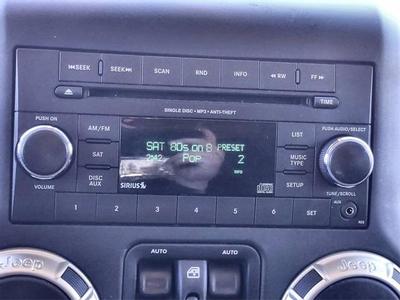 SEEK SEEK SCAN RND INFO RW FF
TIME
SINGLE DISC • MP3 • ANTI-THEFT
PUSH ON
AM/FM
SAT
DISC
AUX
VOLUME
SAT 80s on 8 PRESET
2:42 Pop 2
SIRIUS
LIST
MUSIC
TYPE
SETUP
PUSH AUDIO/SELECT
TUNE/SCROLL
1 2 3 4 5 6 SET
AUX
AUTO AUTO
Jeep
Jeep